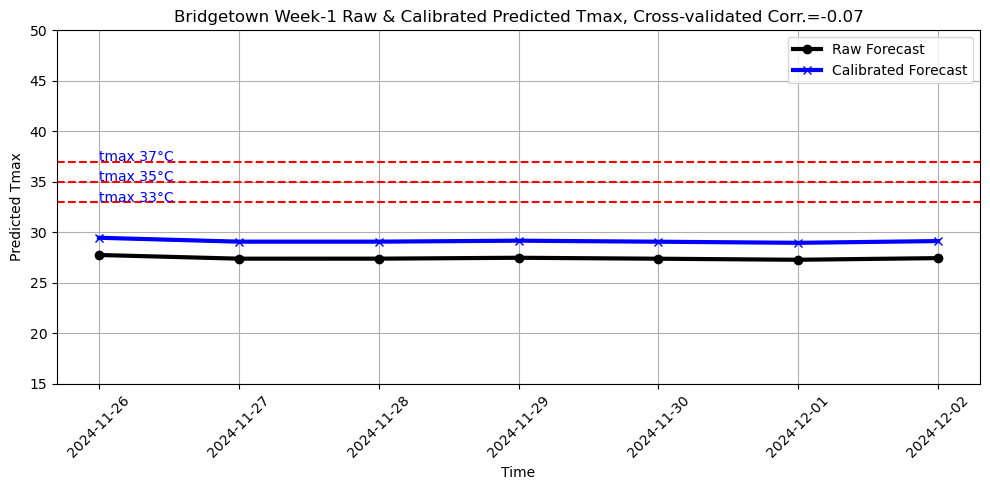 Bridgetown Week-1 Raw & Calibrated Predicted Tmax, Cross-validated Corr.=-0.07
Raw Forecast
Calibrated Forecast
50
45
40
35
30
25
20
15
Predicted Tmax
tmax 37°C
tmax 35°C
tmax 33°C
2024-11-26
2024-11-27
2024-11-28
2024-11-29
2024-11-30
2024-12-01
2024-12-02
Time